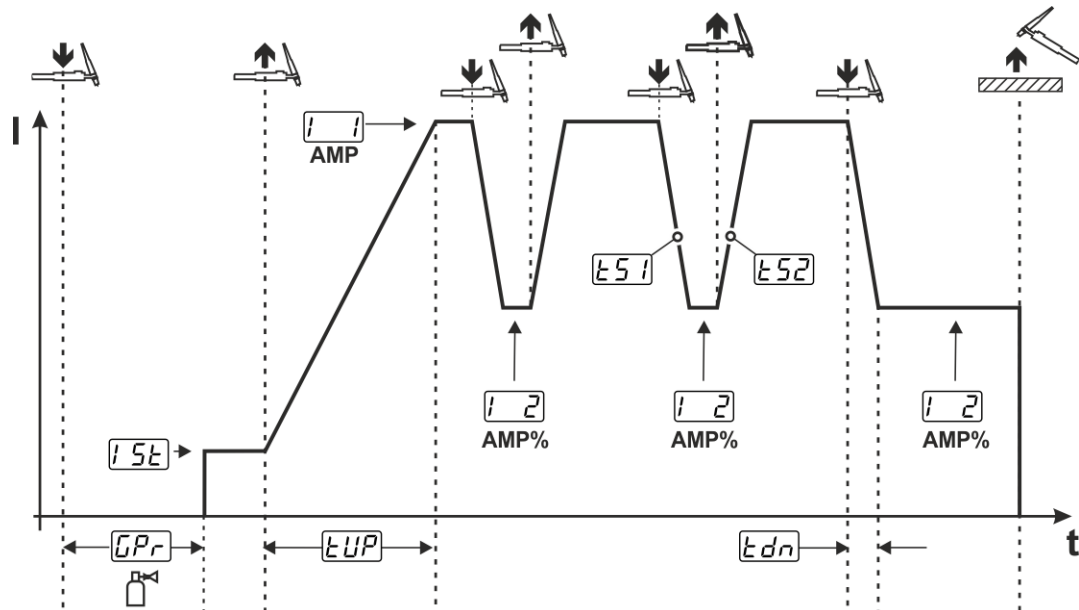 I
I 1
AMP
tS1
tS2
I 2
AMP%
I 2
AMP%
I 2
AMP%
ISt
GPr
tUP
tdn
t